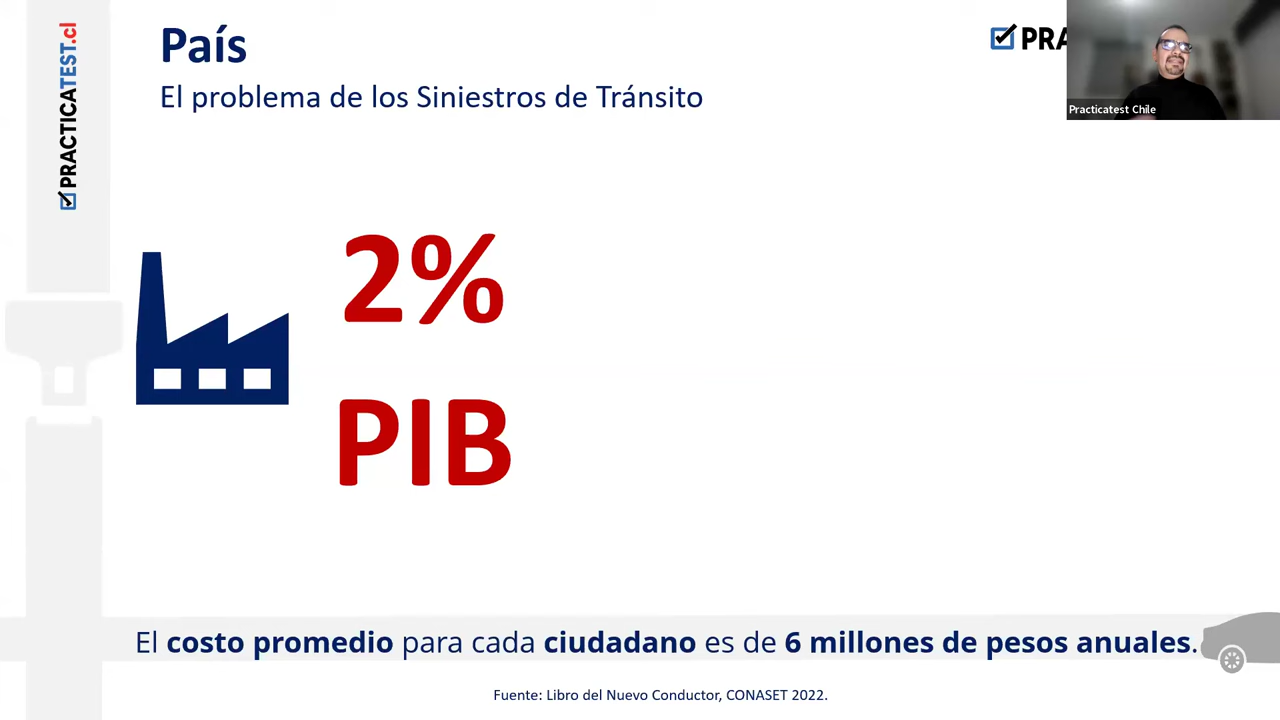 PRACTICATEST.cl
País
El problema de los Siniestros de Tránsito
PRA
Practicatest Chile
2%
PIB
El costo promedio para cada ciudadano es de 6 millones de pesos anuales.
Fuente: Libro del Nuevo Conductor, CONASET 2022.